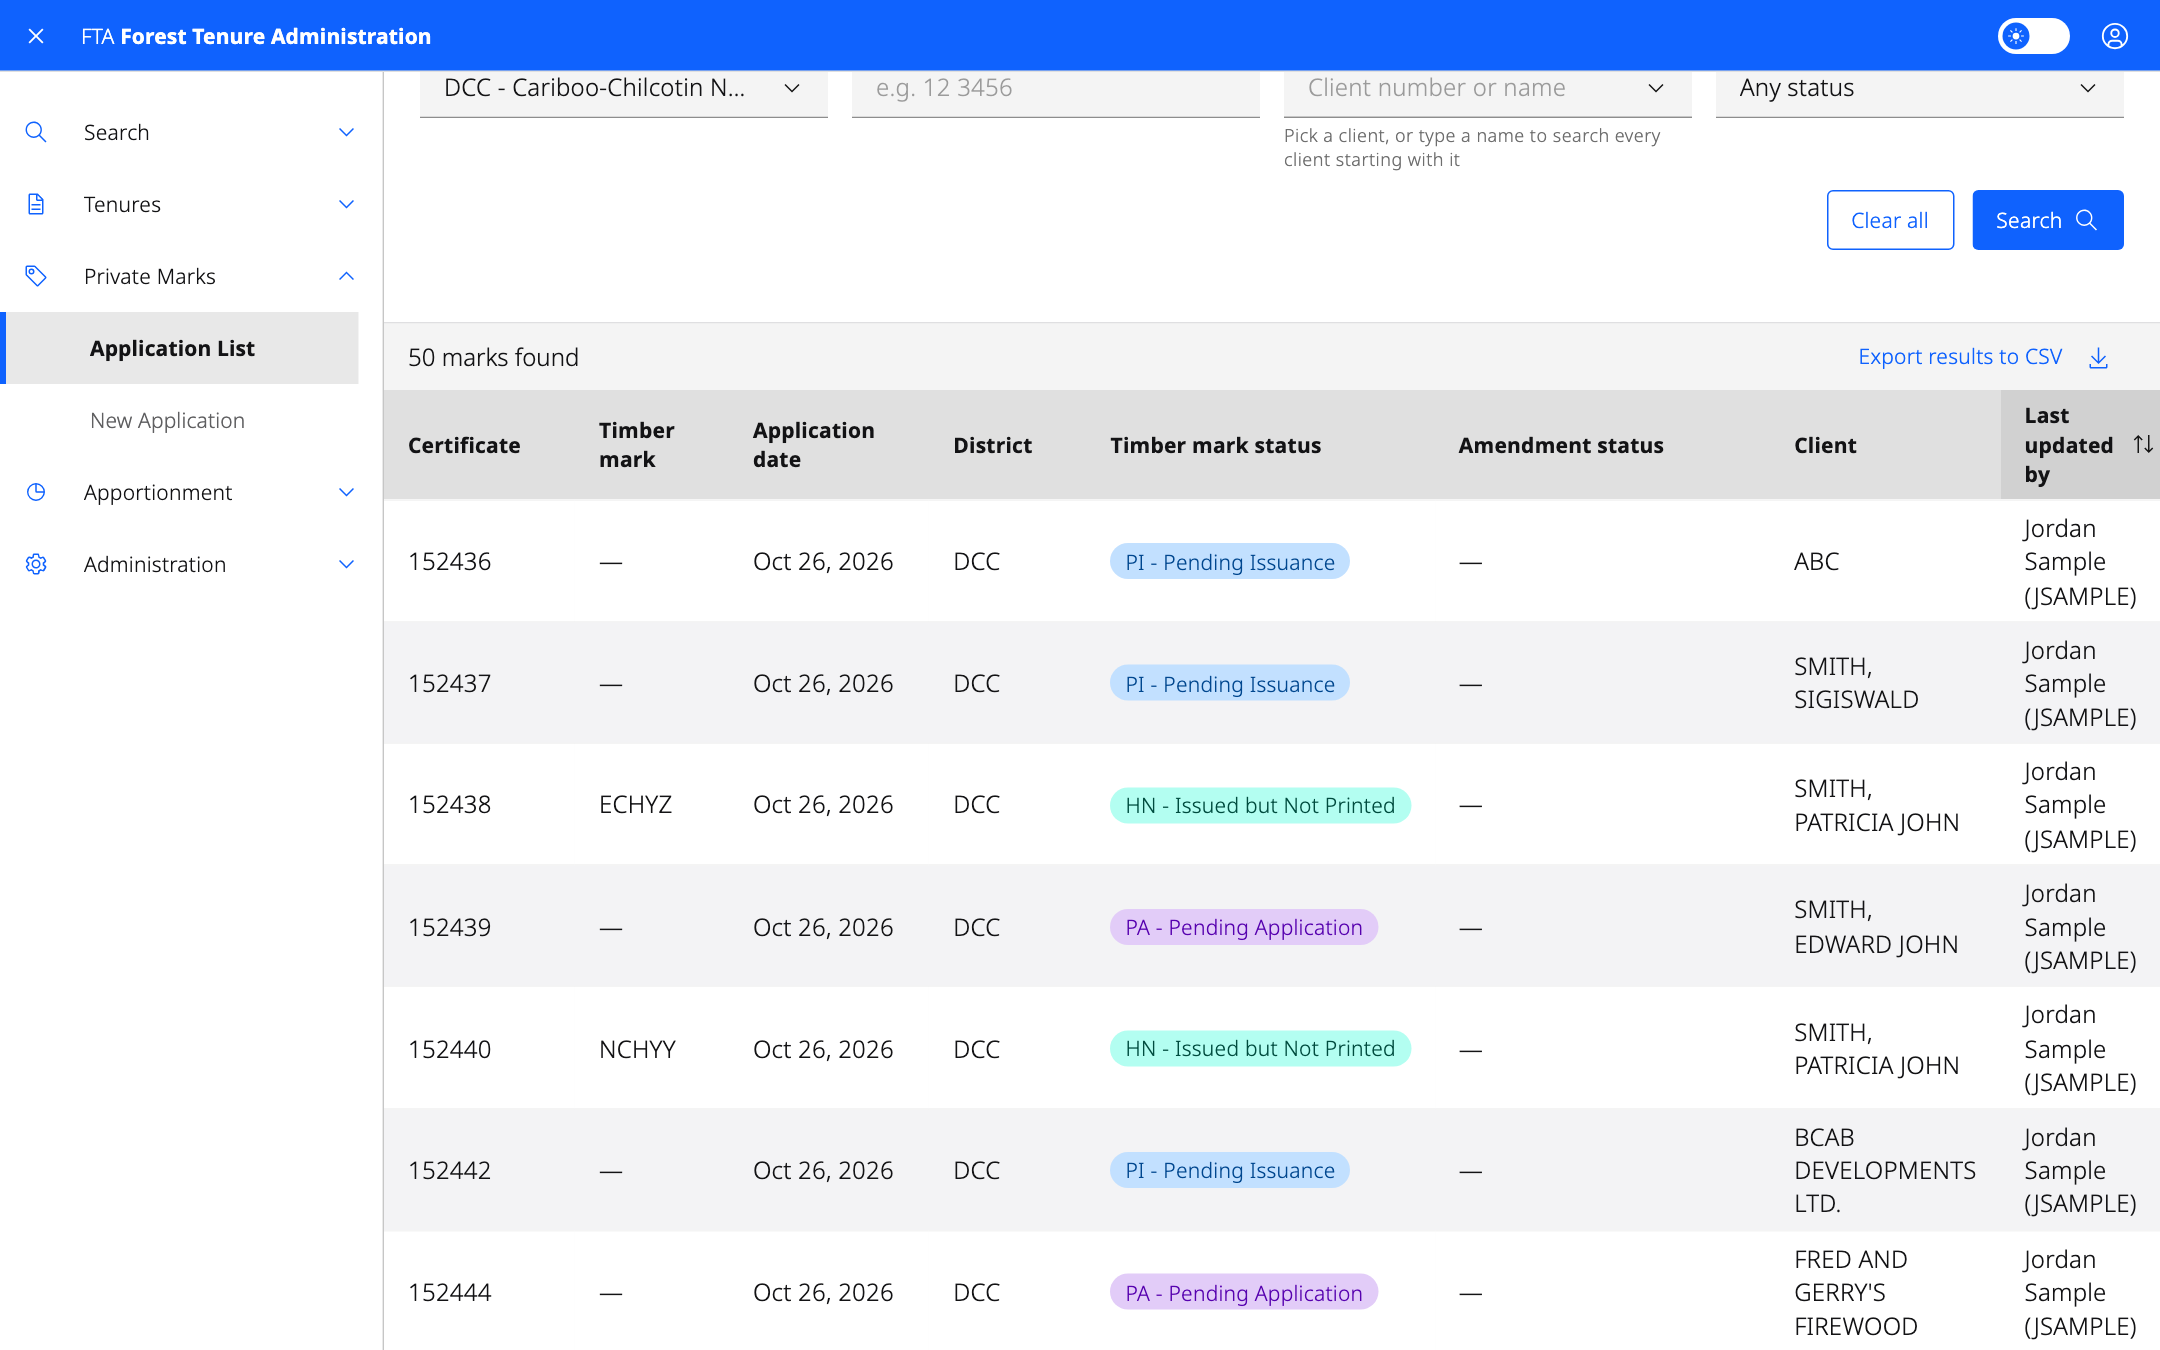 FTA Forest Tenure Administration
Search
Tenures
Private Marks
Application List
New Application
Apportionment
Administration
DCC - Cariboo-Chilcotin N...
e.g. 12 3456
Client number or name
Any status
Pick a client, or type a name to search every
client starting with it
Clear all
Search
50 marks found
Export results to CSV
Certificate
Timber
mark
Application
date
District
Timber mark status
Amendment status
Client
Last
updated
by
152436
—
Oct 26, 2026
DCC
PI - Pending Issuance
—
ABC
Jordan
Sample
(JSAMPLE)
152437
—
Oct 26, 2026
DCC
PI - Pending Issuance
—
SMITH,
SIGISWALD
Jordan
Sample
(JSAMPLE)
152438
ECHYZ
Oct 26, 2026
DCC
HN - Issued but Not Printed
—
SMITH,
PATRICIA JOHN
Jordan
Sample
(JSAMPLE)
152439
—
Oct 26, 2026
DCC
PA - Pending Application
—
SMITH,
EDWARD JOHN
Jordan
Sample
(JSAMPLE)
152440
NCHYY
Oct 26, 2026
DCC
HN - Issued but Not Printed
—
SMITH,
PATRICIA JOHN
Jordan
Sample
(JSAMPLE)
152442
—
Oct 26, 2026
DCC
PI - Pending Issuance
—
BCAB
DEVELOPMENTS
LTD.
Jordan
Sample
(JSAMPLE)
152444
—
Oct 26, 2026
DCC
PA - Pending Application
—
FRED AND
GERRY'S
FIREWOOD
Jordan
Sample
(JSAMPLE)